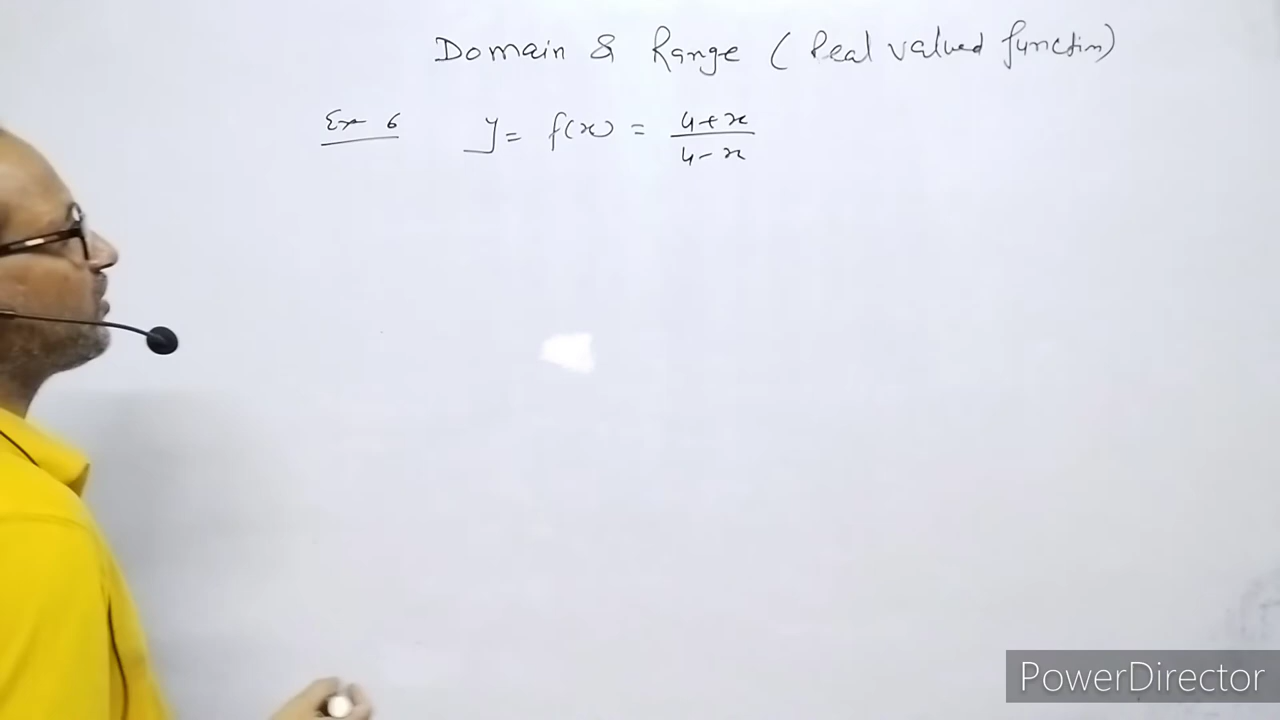 Domain & Range (Real valued function)
Ex 6 y = f(x) = 4+x / 4-x
PowerDirector